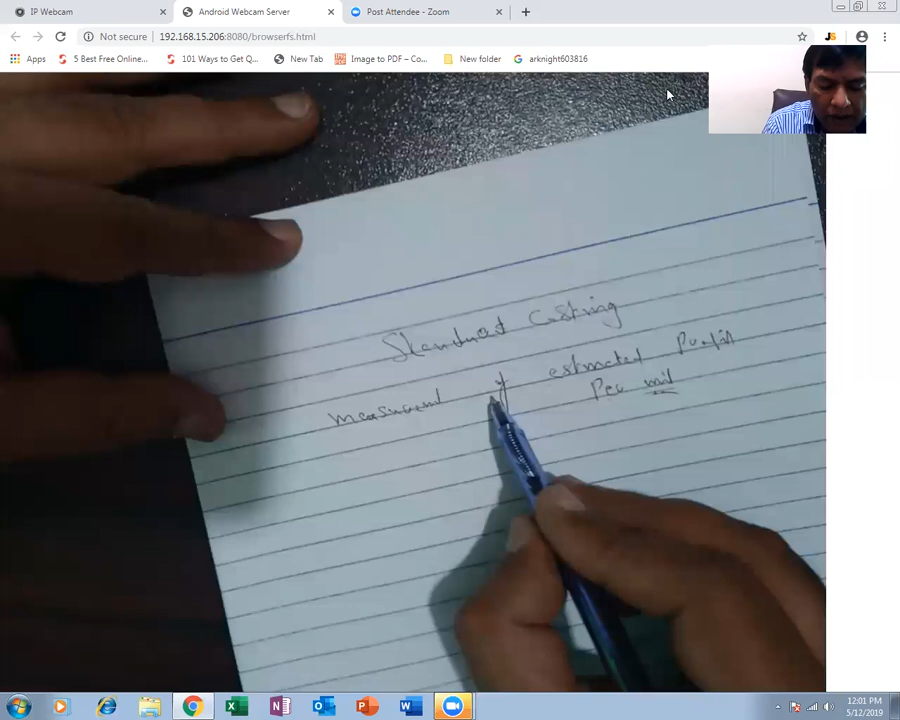 IP Webcam
Android Webcam Server
Post Attendee - Zoom
Not secure | 192.168.15.206:8080/browserfs.html
JS
Apps
5 Best Free Onlin...
101 Ways to Get Q...
New Tab
Image to PDF – Co...
New folder
arknight603816
Standard Costing
measurement of estimated Profit
Per unit
12:01 PM
5/12/2019